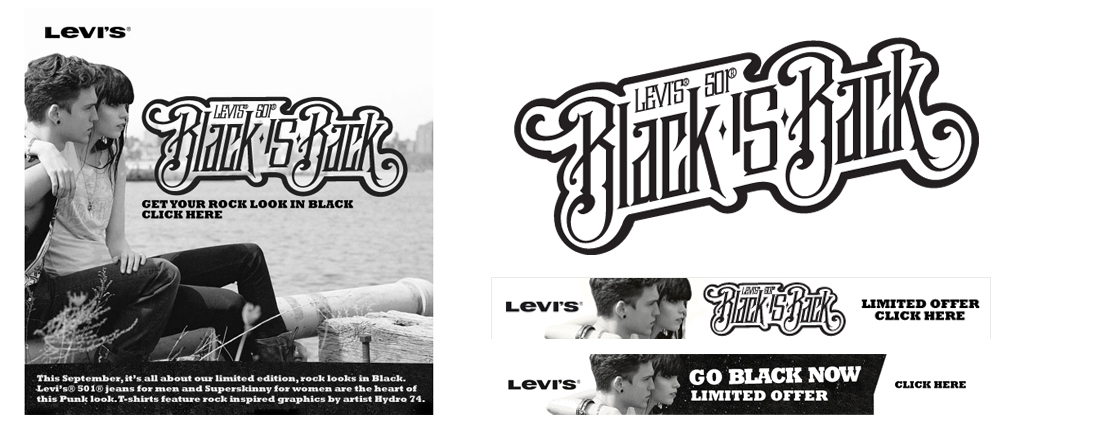 Levi's®
LEVI'S® 501®
Black·IS·Back
GET YOUR ROCK LOOK IN BLACK
CLICK HERE
This September, it's all about our limited edition, rock looks in Black.
Levi's® 501® jeans for men and Superskinny for women are the heart of
this Punk look. T-shirts feature rock inspired graphics by artist Hydro 74.
LEVI'S® 501®
Black·IS·Back
Levi's®
LEVI'S® 501®
Black·IS·Back
LIMITED OFFER
CLICK HERE
Levi's®
GO BLACK NOW
LIMITED OFFER
CLICK HERE